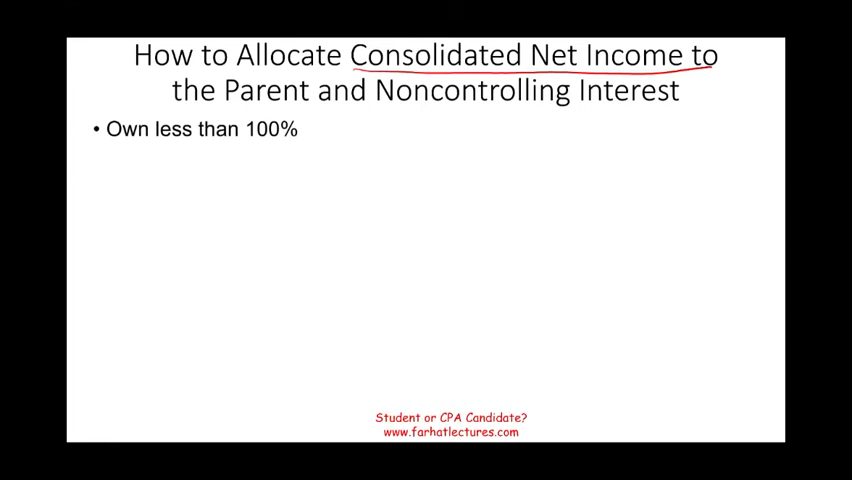 How to Allocate Consolidated Net Income to
the Parent and Noncontrolling Interest
• Own less than 100%
Student or CPA Candidate?
www.farhatlectures.com